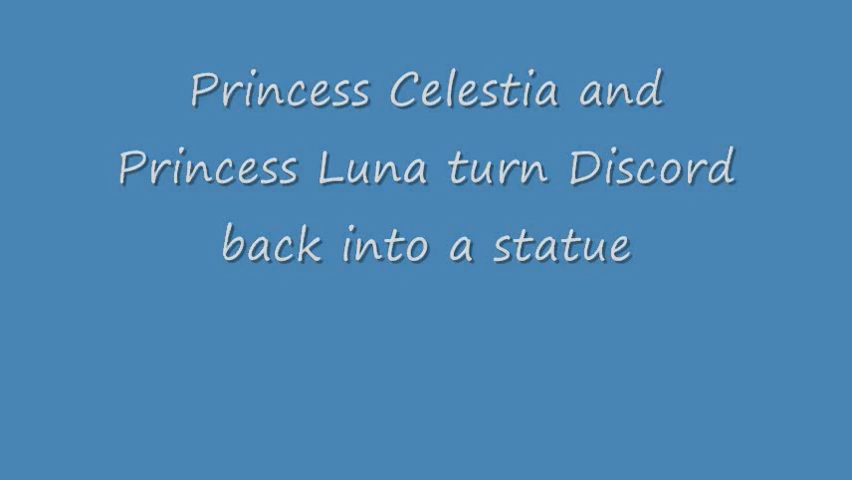 Princess Celestia and
Princess Luna turn Discord
back into a statue